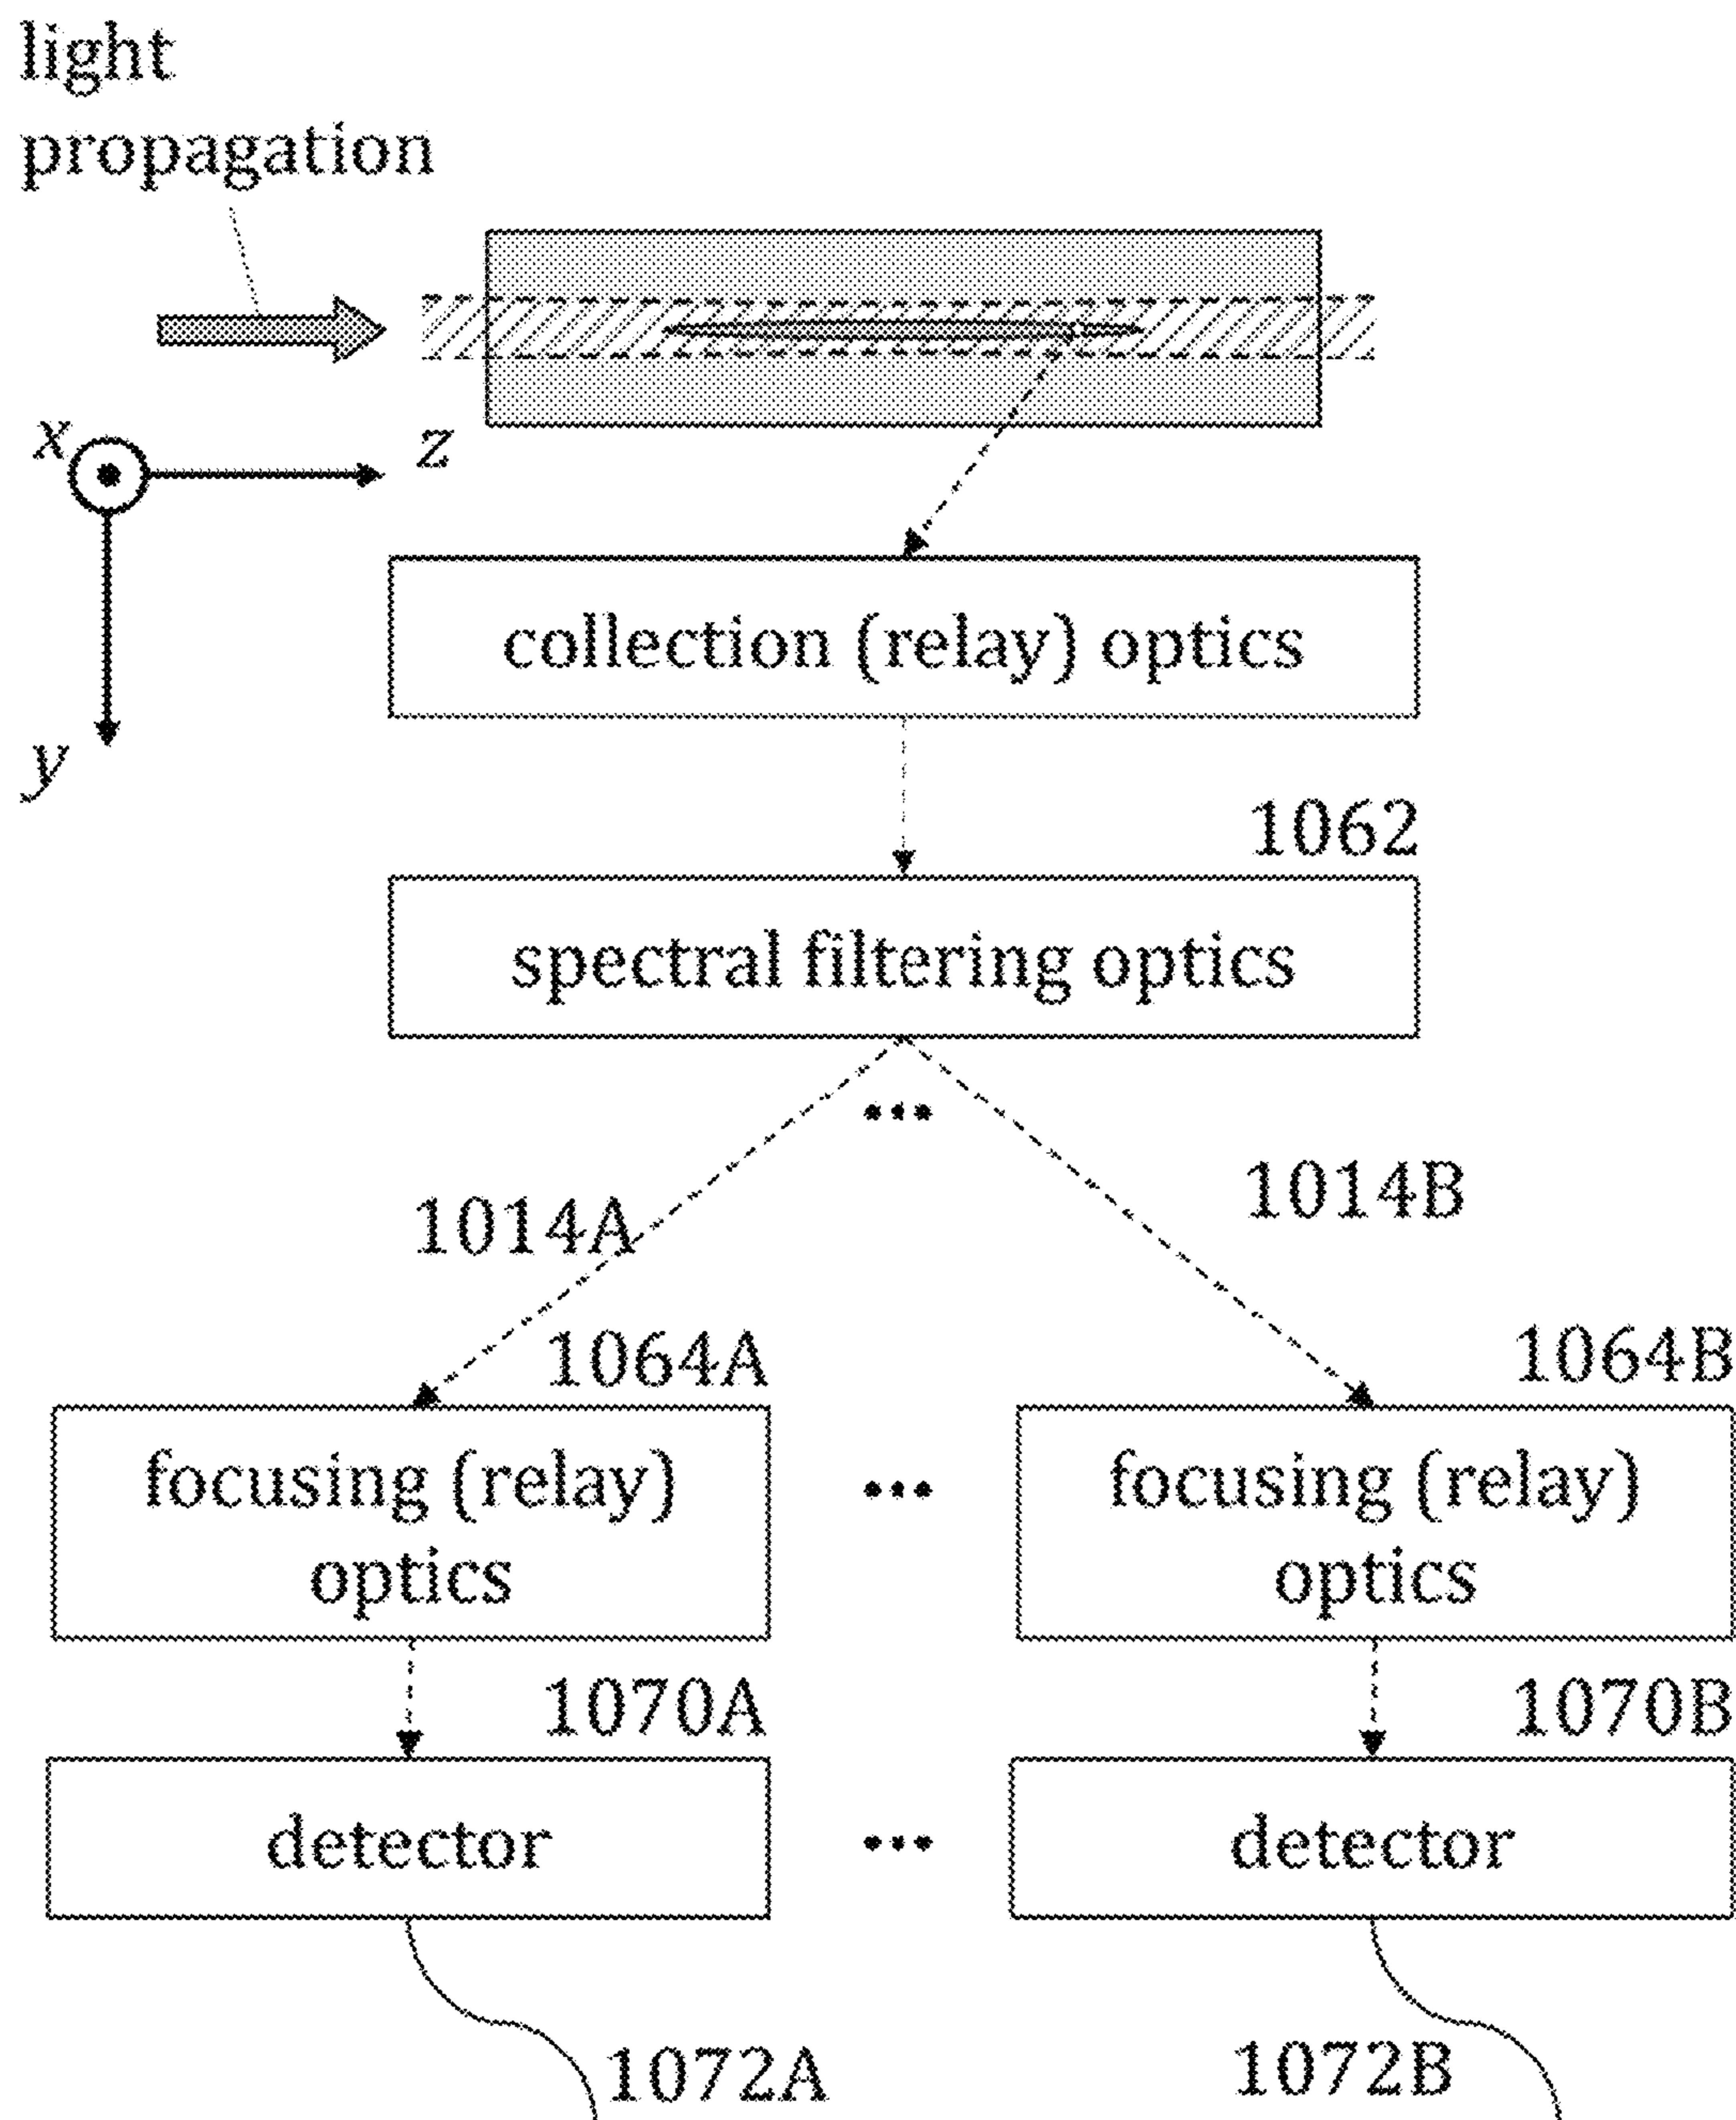 light
propagation
x
z
y
collection (relay) optics
1062
spectral filtering optics
...
1014A
1014B
1064A
1064B
focusing (relay)
optics
...
focusing (relay)
optics
1070A
1070B
detector
...
detector
1072A
1072B